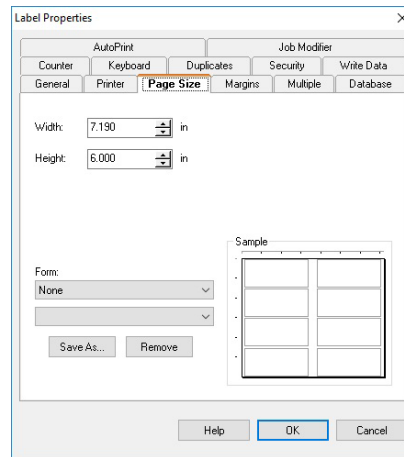 Label Properties
AutoPrint Job Modifier
Counter Keyboard Duplicates Security Write Data
General Printer Page Size Margins Multiple Database
Width: 7.190 in
Height: 6.000 in
Sample
Form:
None
Save As... Remove
Help OK Cancel